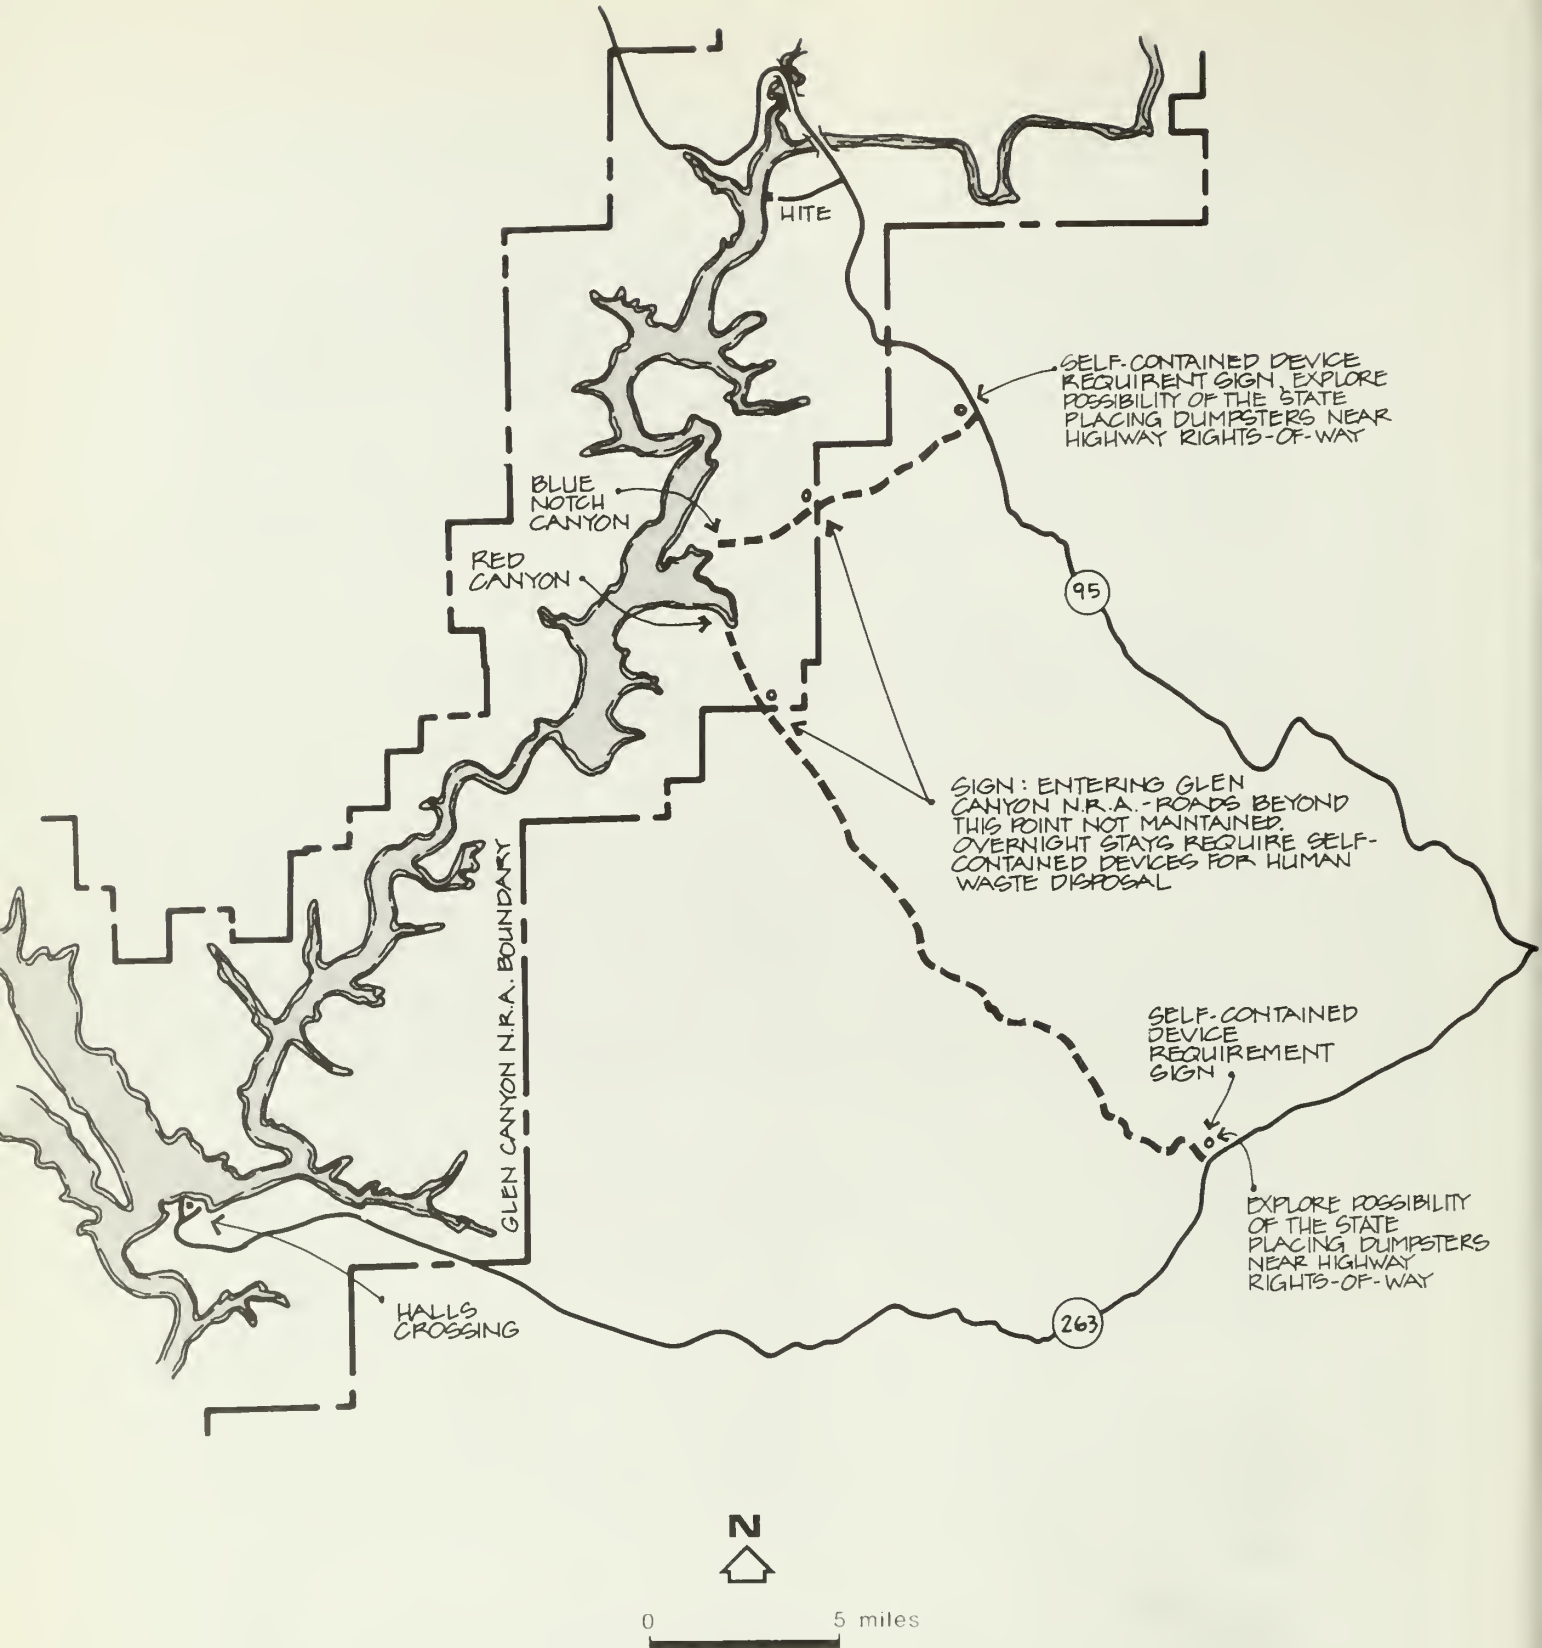 HITE
SELF-CONTAINED DEVICE
REQUIRENT SIGN, EXPLORE
POSSIBILITY OF THE STATE
PLACING DUMPSTERS NEAR
HIGHWAY RIGHTS-OF-WAY
BLUE
NOTCH
CANYON
RED
CANYON
95
SIGN: ENTERING GLEN
CANYON N.R.A.-ROADS BEYOND
THIS POINT NOT MAINTAINED.
OVERNIGHT STAYS REQUIRE SELF-
CONTAINED DEVICES FOR HUMAN
WASTE DISPOSAL
GLEN CANYON N.R.A. BOUNDARY
SELF-CONTAINED
DEVICE
REQUIREMENT
SIGN
EXPLORE POSSIBILITY
OF THE STATE
PLACING DUMPSTERS
NEAR HIGHWAY
RIGHTS-OF-WAY
HALLS
CROSSING
263
N
0 5 miles